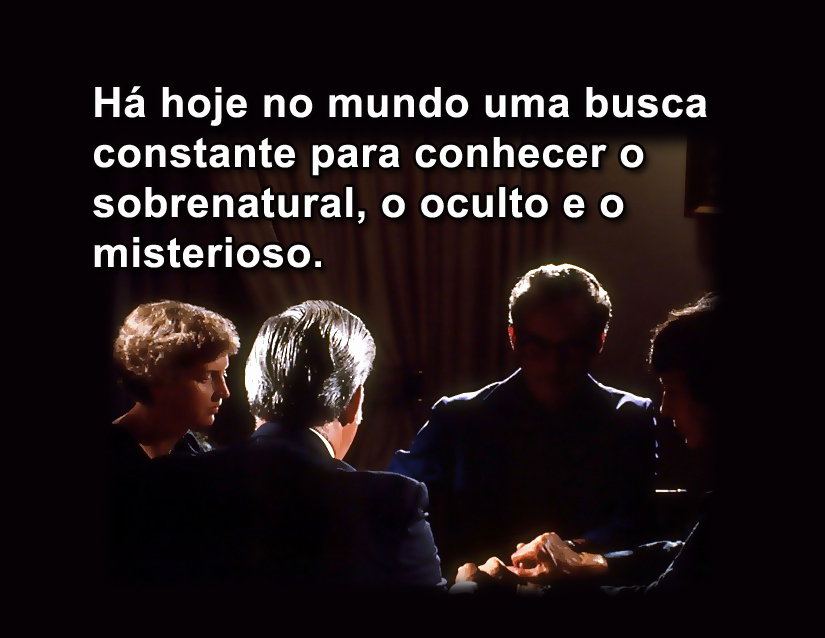 Há hoje no mundo uma busca
constante para conhecer o
sobrenatural, o oculto e o
misterioso.